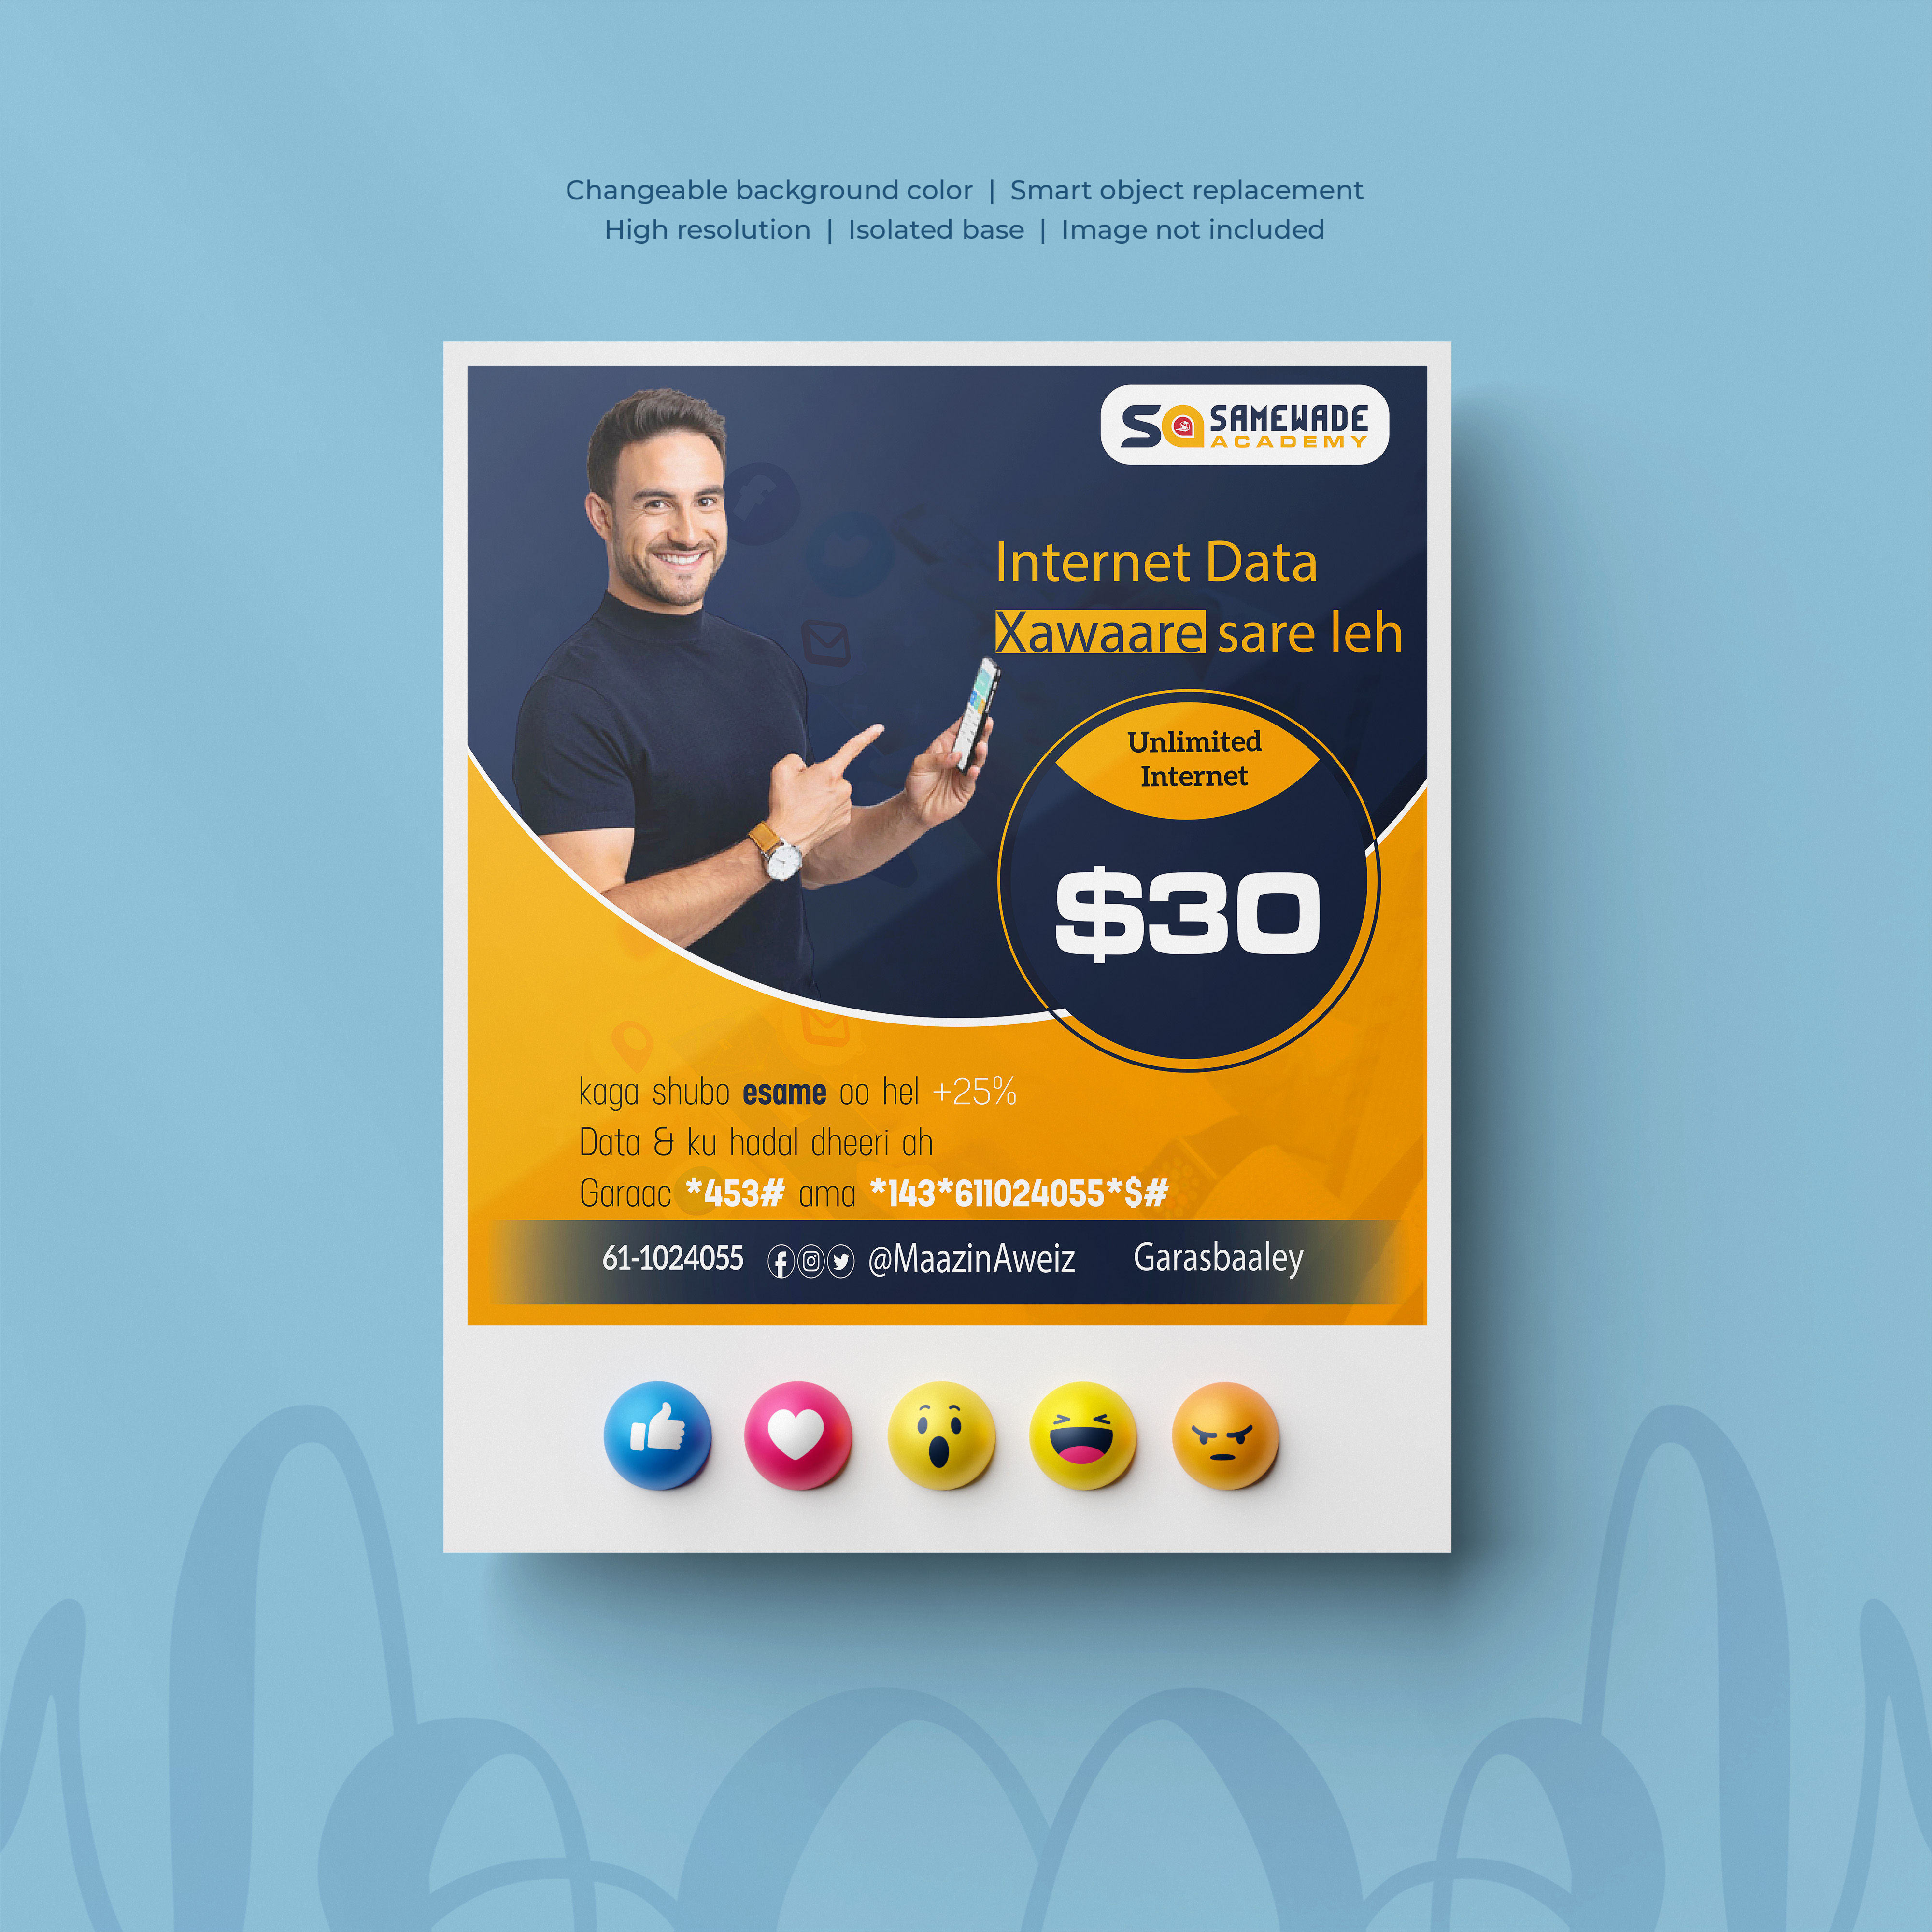 Changeable background color | Smart object replacement
High resolution | Isolated base | Image not included
SAMEWADE
ACADEMY
Internet Data
Xawaare sare leh
Unlimited
Internet
$30
kaga shubo esame oo hel +25%
Data & ku hadal dheeri ah
Garaac *453# ama *143*611024055*$#
61-1024055 @MaazinAweiz Garasbaaley